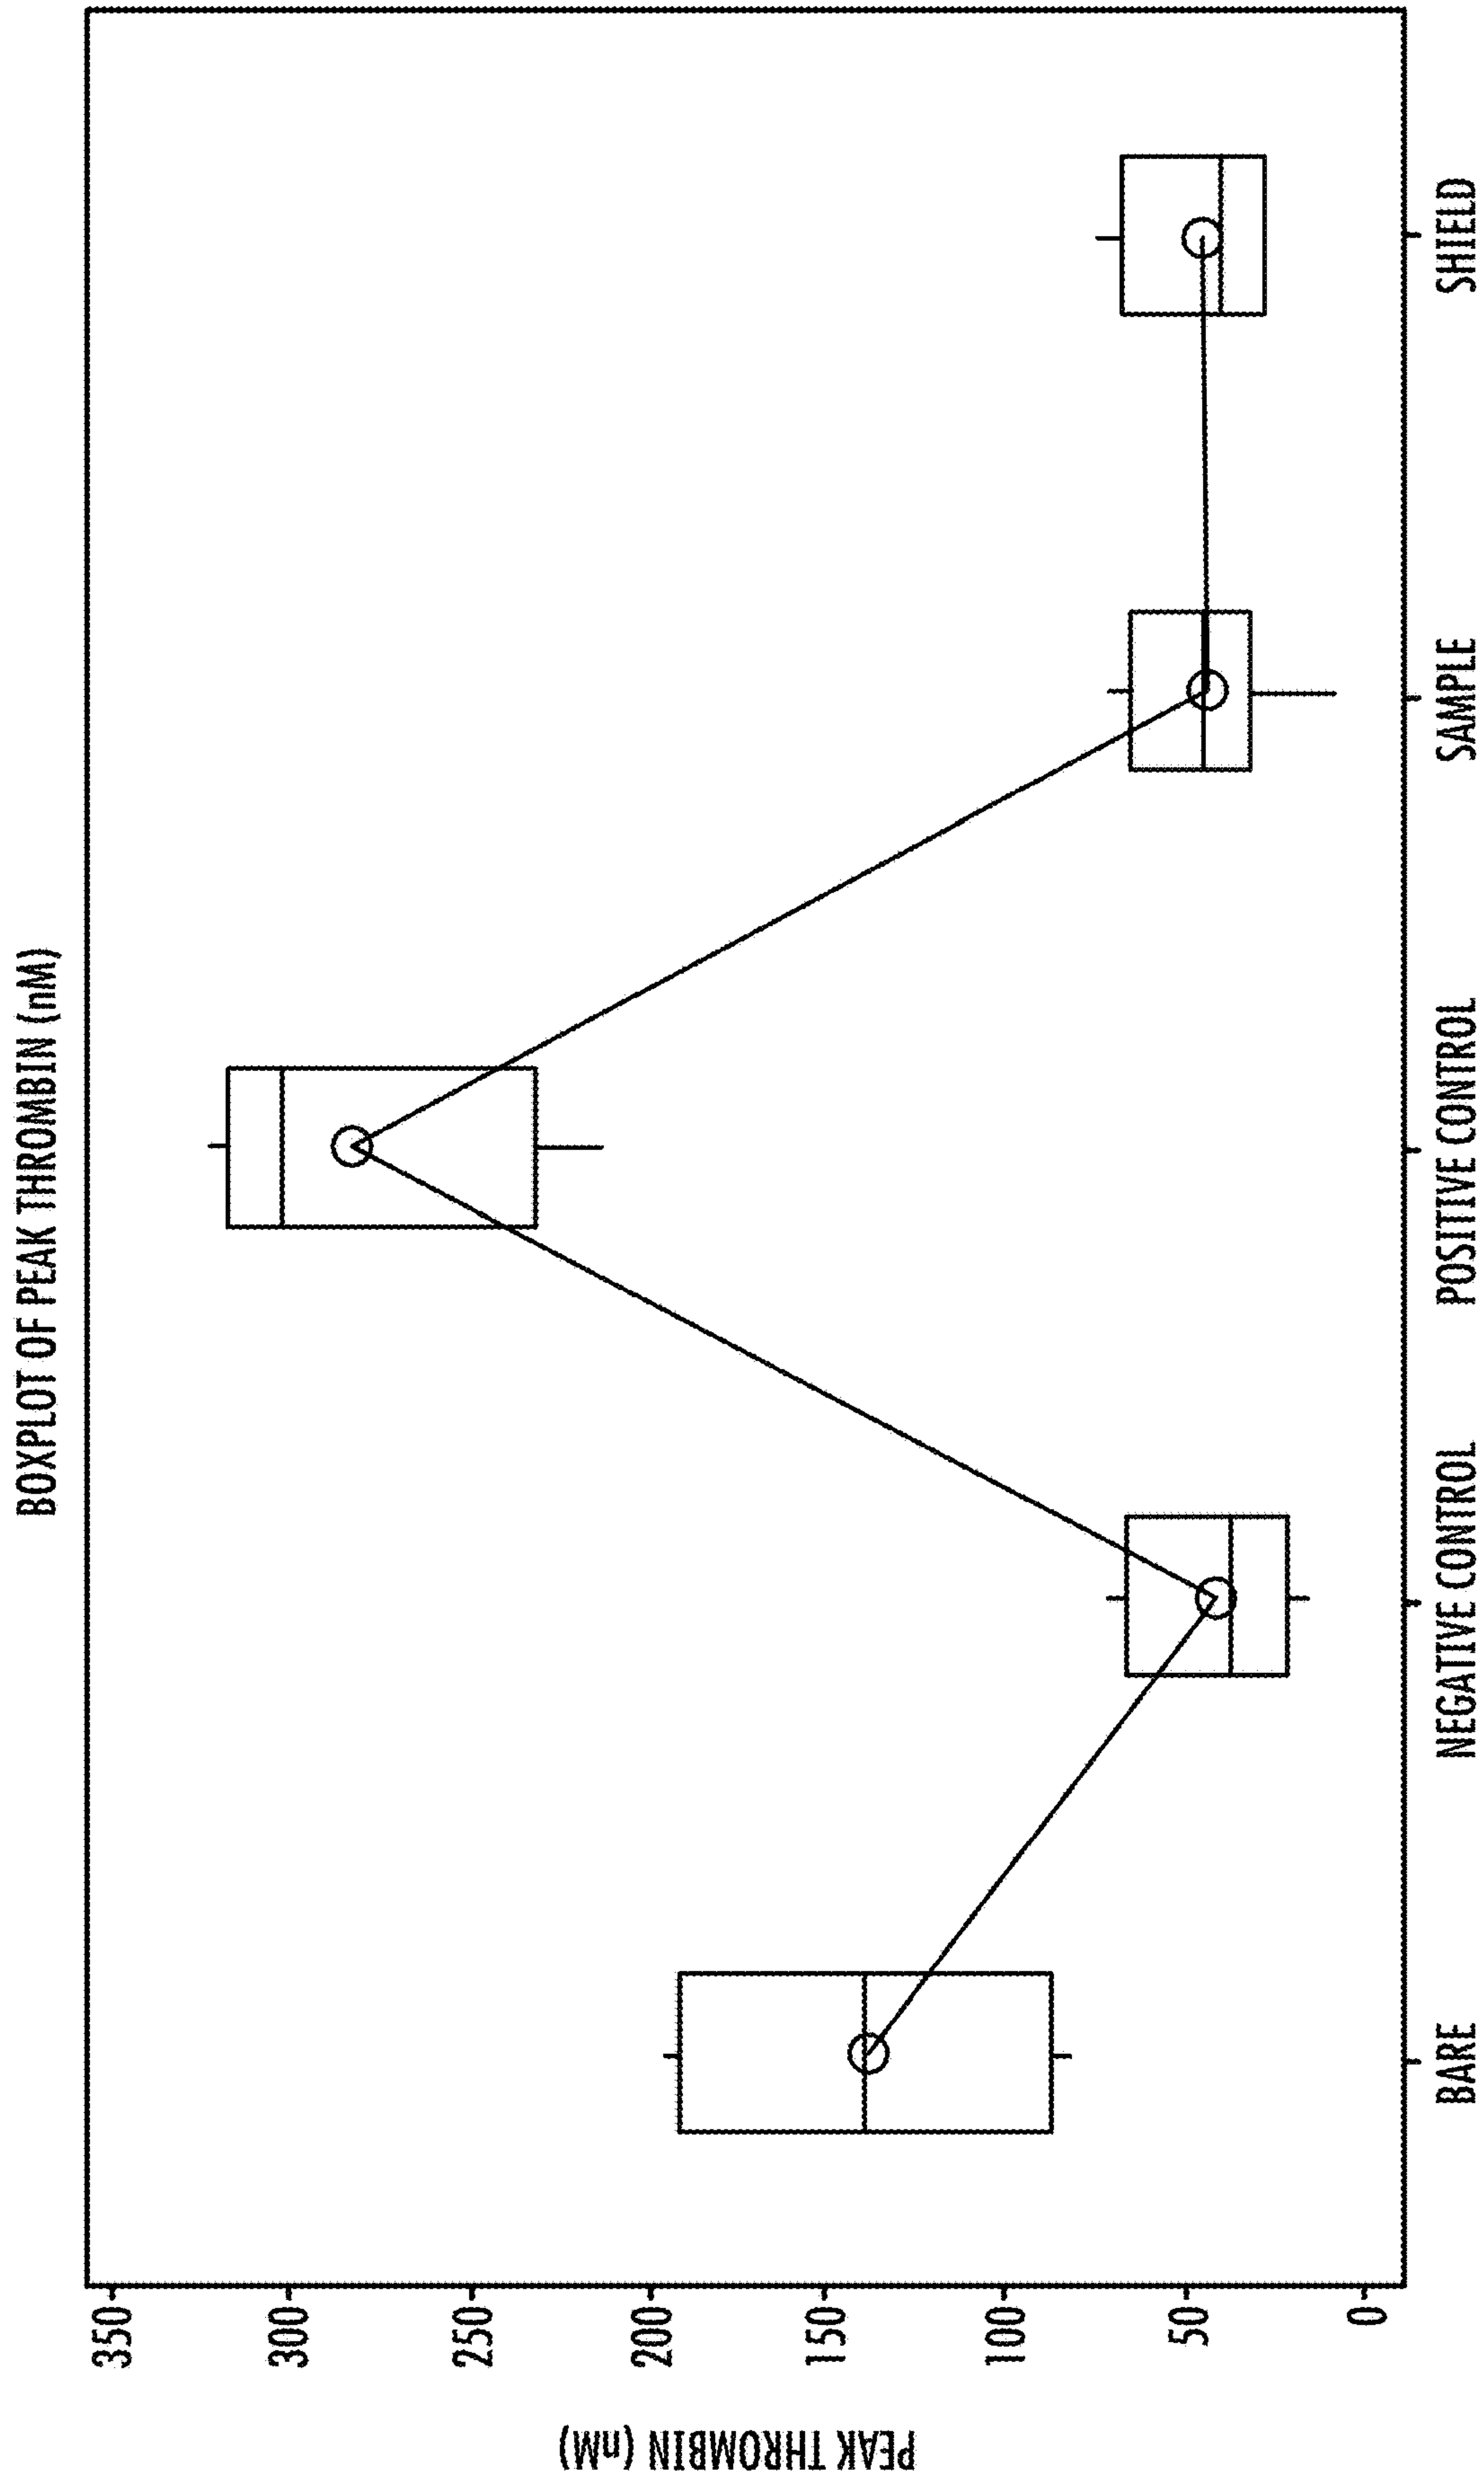 BOXPLOT OF PEAK THROMBIN (nM)
PEAK THROMBIN (nM)
350
300
250
200
150
100
50
0
BARE
NEGATIVE CONTROL
POSITIVE CONTROL
SAMPLE
SHIELD